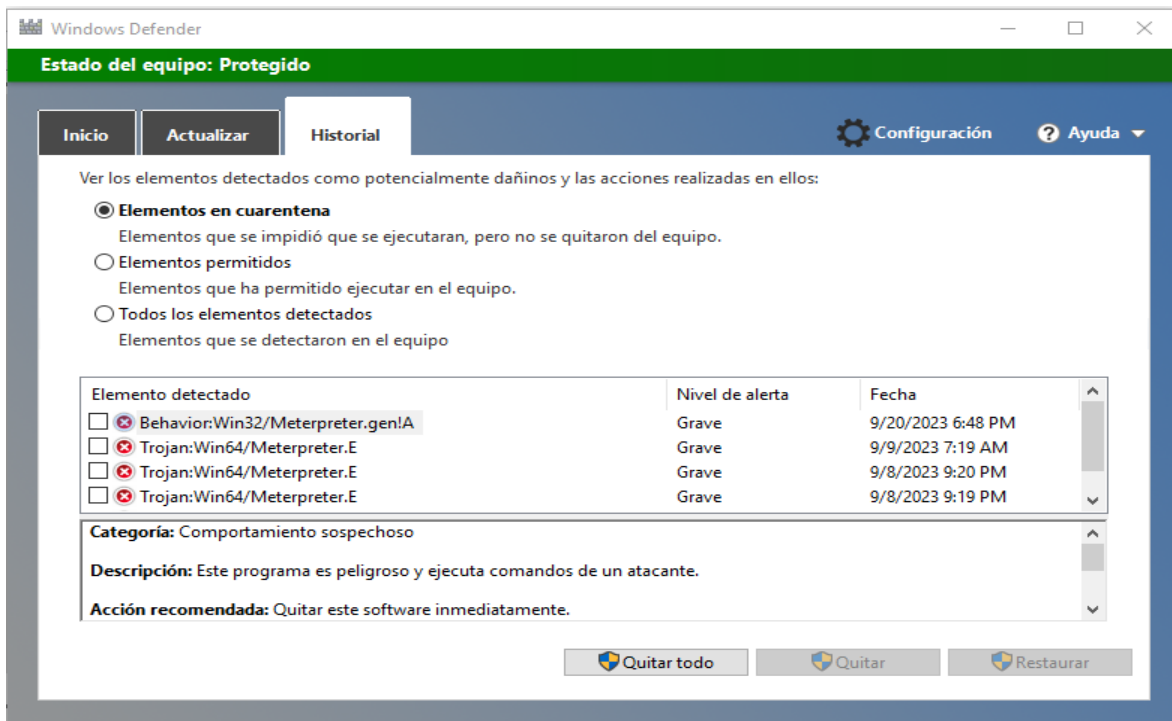 Windows Defender
Estado del equipo: Protegido
Inicio Actualizar Historial Configuración ? Ayuda
Ver los elementos detectados como potencialmente dañinos y las acciones realizadas en ellos:
Elementos en cuarentena
Elementos que se impidió que se ejecutaran, pero no se quitaron del equipo.
Elementos permitidos
Elementos que ha permitido ejecutar en el equipo.
Todos los elementos detectados
Elementos que se detectaron en el equipo
Elemento detectado Nivel de alerta Fecha
Behavior:Win32/Meterpreter.gen!A Grave 9/20/2023 6:48 PM
Trojan:Win64/Meterpreter.E Grave 9/9/2023 7:19 AM
Trojan:Win64/Meterpreter.E Grave 9/8/2023 9:20 PM
Trojan:Win64/Meterpreter.E Grave 9/8/2023 9:19 PM
Categoría: Comportamiento sospechoso
Descripción: Este programa es peligroso y ejecuta comandos de un atacante.
Acción recomendada: Quitar este software inmediatamente.
Quitar todo Quitar Restaurar